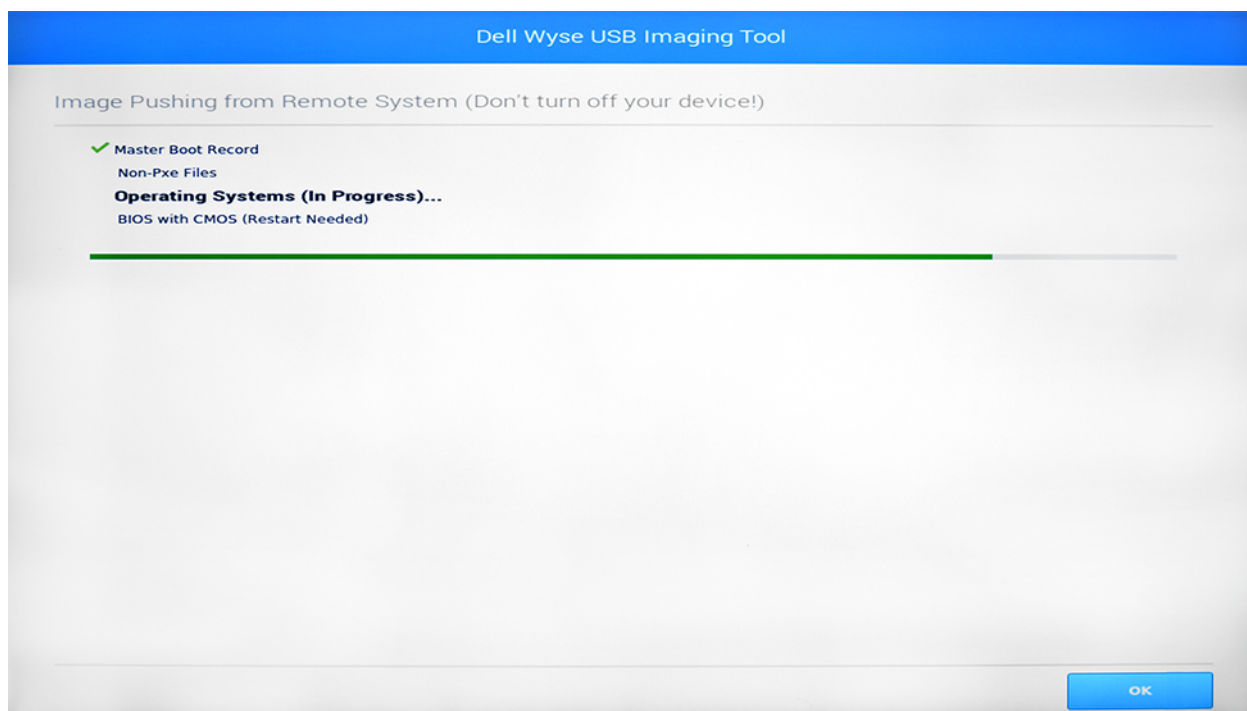 Dell Wyse USB Imaging Tool
Image Pushing from Remote System (Don't turn off your device!)
Master Boot Record
Non-Pxe Files
Operating Systems (In Progress)...
BIOS with CMOS (Restart Needed)
OK